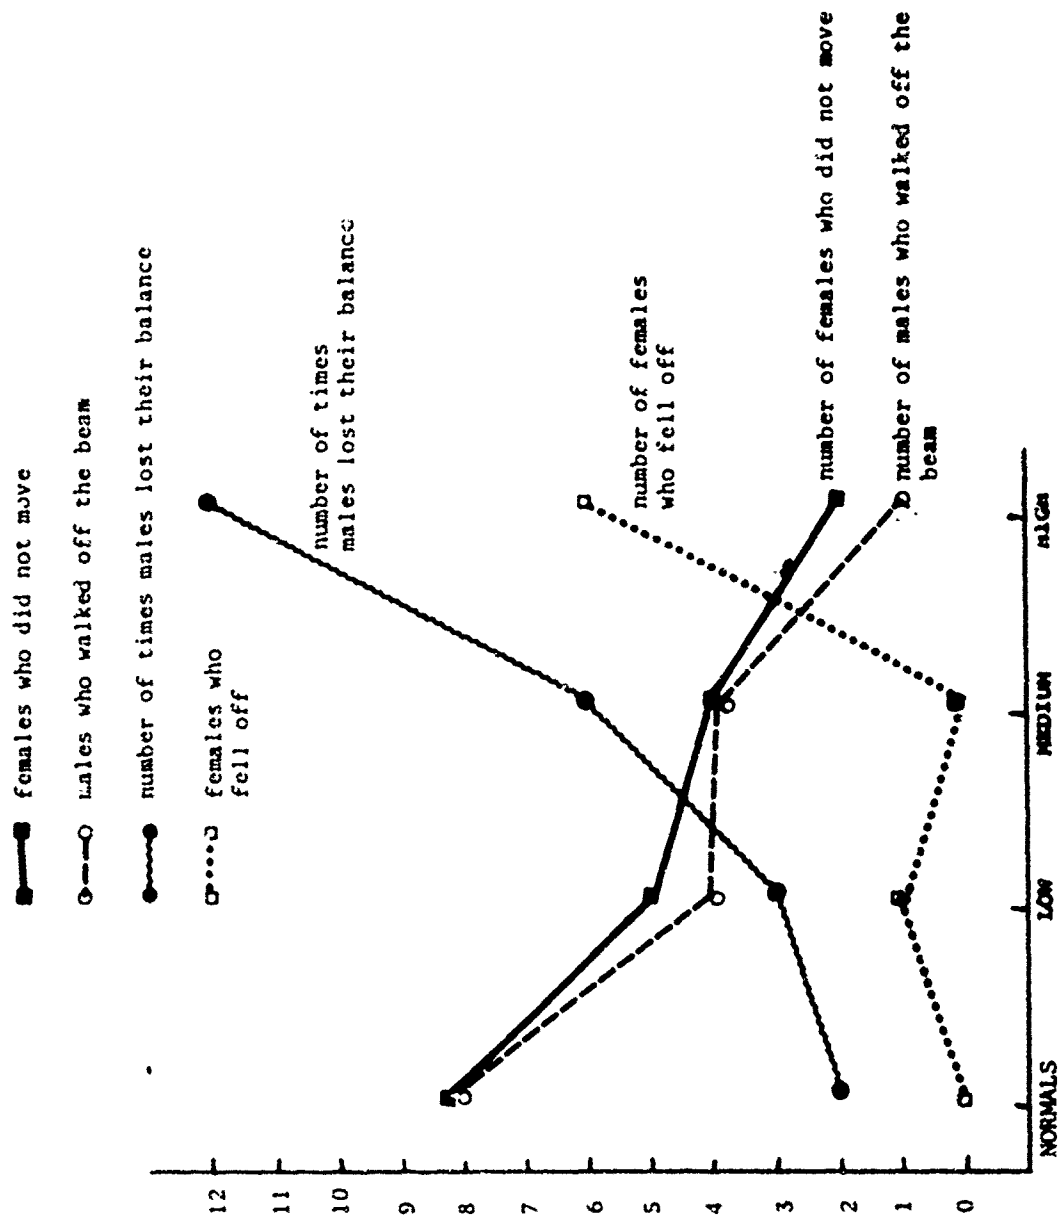 females who did not move
males who walked off the beam
number of times males lost their balance
females who
fell off
number of times
males lost their balance
number of females
who fell off
number of females who did not move
number of males who walked off the
beam
12
11
10
9
8
7
6
5
4
3
2
1
0
NORMALS
LOW
MEDIUM
HIGH